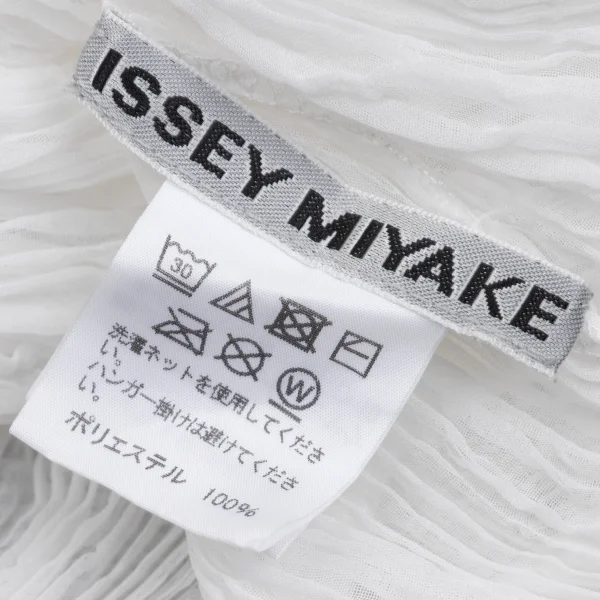 ISSEY MIYAKE
30
W
洗濯ネットを使用してくださ
い。
ハンガー掛けは避けてくださ
い。
ポリエステル 100%